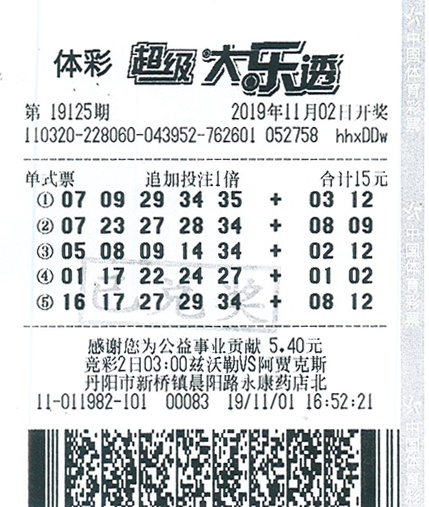 体彩 超级大乐透
第 19125期 2019年11月02日开奖
110320-228060-043952-762601 052758 hhxDDw
单式票 追加投注1倍 合计15元
① 07 09 29 34 35 + 03 12
② 07 23 27 28 34 + 08 09
③ 05 08 09 14 34 + 02 12
④ 01 17 22 24 27 + 01 02
⑤ 16 17 27 29 34 + 08 12
已兑奖
感谢您为公益事业贡献 5.40元
竞彩2日03:00兹沃勒VS阿贾克斯
丹阳市新桥镇晨阳路永康药店北
11-011982-101 00083 19/11/01 16:52:21
中国体育彩票
中国体育彩票
中国体育彩